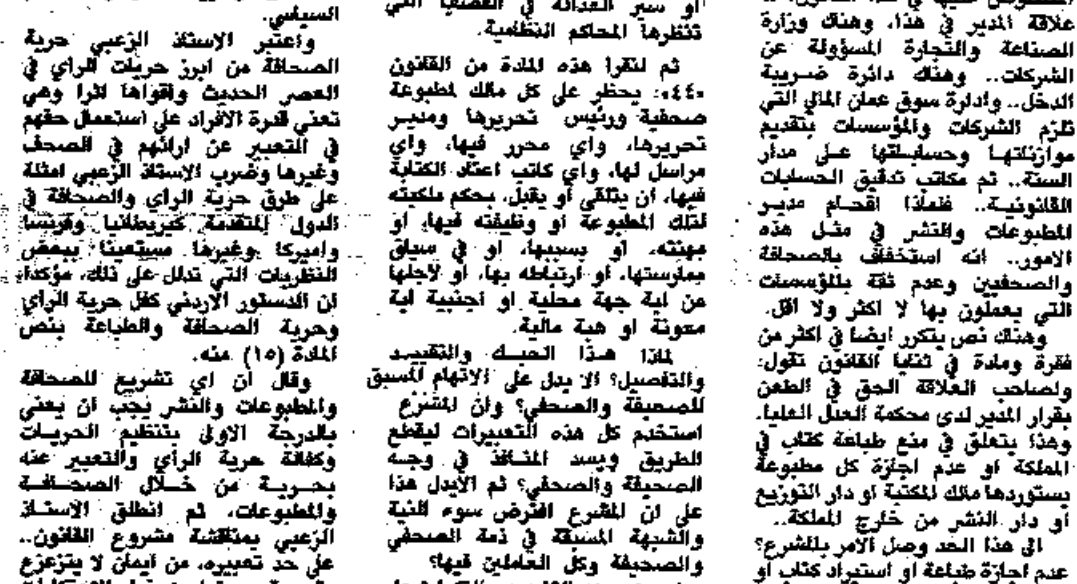 علاقة المدير في هذا، وهناك وزارة
الصناعة والتجارة المسؤولة عن
الشركات.. وهناك دائرة ضريبة
الدخل.. وادارة سوق عمان المالي التي
تلزم الشركات والمؤسسات بتقديم
موازناتها وحساباتها على مدار
السنة.. ثم مكاتب تدقيق الحسابات
القانونية.. فلماذا اقحام مدير
المطبوعات والنشر في مثل هذه
الامور.. انه استخفاف بالصحافة
والصحفيين وعدم ثقة بالمؤسسات
التي يعملون بها لا اكثر ولا اقل.
وهناك نص يتكرر ايضا في اكثر من
فقرة ومادة في ثنايا القانون تقول:
ولصاحب العلاقة الحق في الطعن
بقرار المدير لدى محكمة العدل العليا.
وهذا يتعلق في منع طباعة كتاب في
المملكة او عدم اجازة كل مطبوعة
يستوردها مالك المكتبة او دار التوزيع
أو دار النشر من خارج المملكة..
الى هذا الحد وصل الامر بالمشرع؟
عدم اجازة طباعة او استيراد كتاب او
او سير العدالة في القضايا التي
تنظرها المحاكم النظامية.
ثم لنقرا هذه المادة من القانون
«٤٤»: يحظر على كل مالك لمطبوعة
صحفية ورئيس تحريرها ومدير
تحريرها، واي محرر فيها، واي
مراسل لها، واي كاتب اعتاد الكتابة
فيها، ان يتلقى أو يقبل، بحكم ملكيته
لتلك المطبوعة او وظيفته فيها، او
مهنته، او بسببها، او في سياق
ممارستها، او ارتباطه بها، او لاجلها
من اية جهة محلية او اجنبية اية
معونة او هبة مالية.
لماذا هذا الحبك والتقييد
والتفصيل؟ الا يدل على الاتهام المسبق
للصحيفة والصحفي؟ وان المشرع
استخدم كل هذه التعبيرات ليقطع
الطريق ويسد المنافذ في وجه
الصحيفة والصحفي؟ ثم الايدل هذا
على ان المشرع افترض سوء النية
والشبهة المسبقة في ذمة الصحفي
والصحيفة وكل العاملين فيها؟
السياسي.
واعتبر الاستاذ الزعبي حرية
الصحافة من ابرز حريات الراي في
العصر الحديث واقواها اثرا وهي
تعني قدرة الافراد على استعمال حقهم
في التعبير عن ارائهم في الصحف
وغيرها وضرب الاستاذ الزعبي امثلة
على طرق حرية الراي والصحافة في
الدول المتقدمة كبريطانيا وفرنسا
واميركا وغيرها مستعينا ببعض
النظريات التي تدلل على ذلك، مؤكدا
ان الدستور الاردني كفل حرية الراي
وحرية الصحافة والطباعة بنص
المادة (١٥) منه.
وقال ان اي تشريع للصحافة
والمطبوعات والنشر يجب ان يعنى
بالدرجة الاولى بتنظيم الحريات
وكفالة حرية الرأي والتعبير عنه
بحرية من خلال الصحافة
والمطبوعات، ثم انطلق الاستاذ
الزعبي بمناقشة مشروع القانون..
على حد تعبيره، من ايمان لا يتزعزع